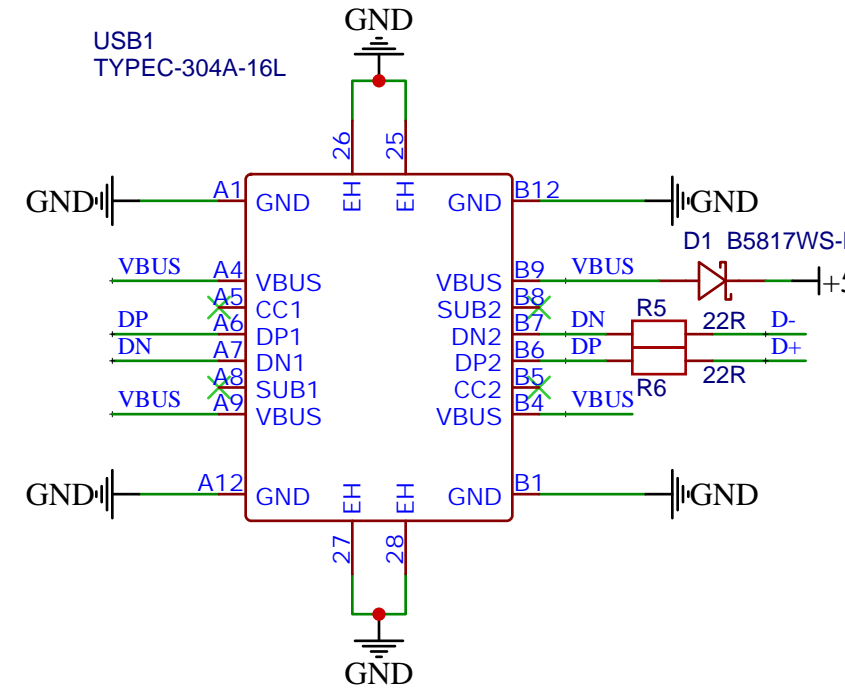 GND
USB1
TYPEC-304A-16L
26 25
EH EH
GND A1 GND GND B12 GND
D1 B5817WS-
VBUS A4 VBUS VBUS B9 VBUS
A5 CC1 SUB2 B8
+5
DP A6 DP1 DN2 B7 DN R5 22R D-
DN A7 DN1 DP2 B6 DP D+
A8 SUB1 CC2 B5 R6 22R
VBUS A9 VBUS VBUS B4 VBUS
GND A12 GND GND B1 GND
EH EH
27 28
GND